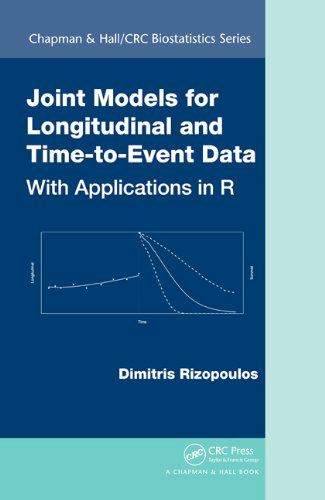 Chapman & Hall/CRC Biostatistics Series
Joint Models for
Longitudinal and
Time-to-Event Data
With Applications in R
Longitudinal
Survival
Time
Dimitris Rizopoulos
CRC
CRC Press
Taylor & Francis Group
A CHAPMAN & HALL BOOK